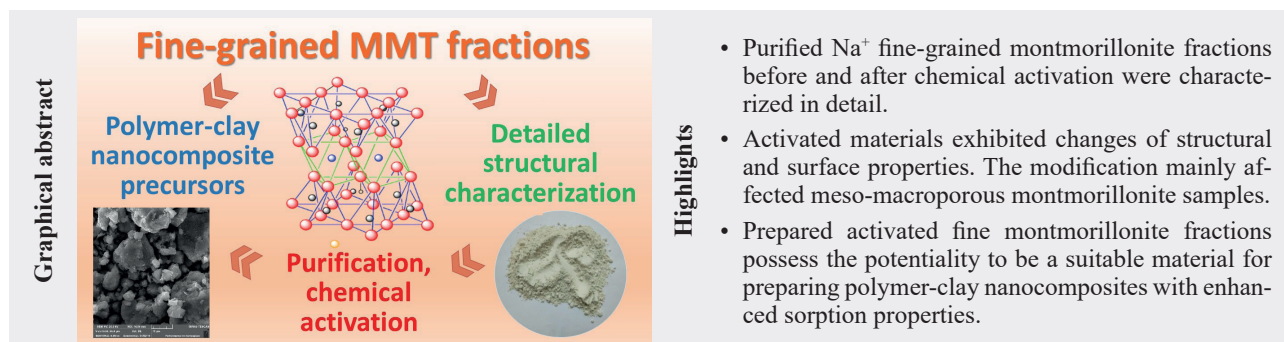 Graphical abstract
Fine-grained MMT fractions
Polymer-clay
nanocomposite
precursors
Detailed
structural
characterization
Purification,
chemical
activation
Highlights
• Purified Na⁺ fine-grained montmorillonite fractions
before and after chemical activation were characte-
rized in detail.
• Activated materials exhibited changes of structural
and surface properties. The modification mainly af-
fected meso-macroporous montmorillonite samples.
• Prepared activated fine montmorillonite fractions
possess the potentiality to be a suitable material for
preparing polymer-clay nanocomposites with enhan-
ced sorption properties.